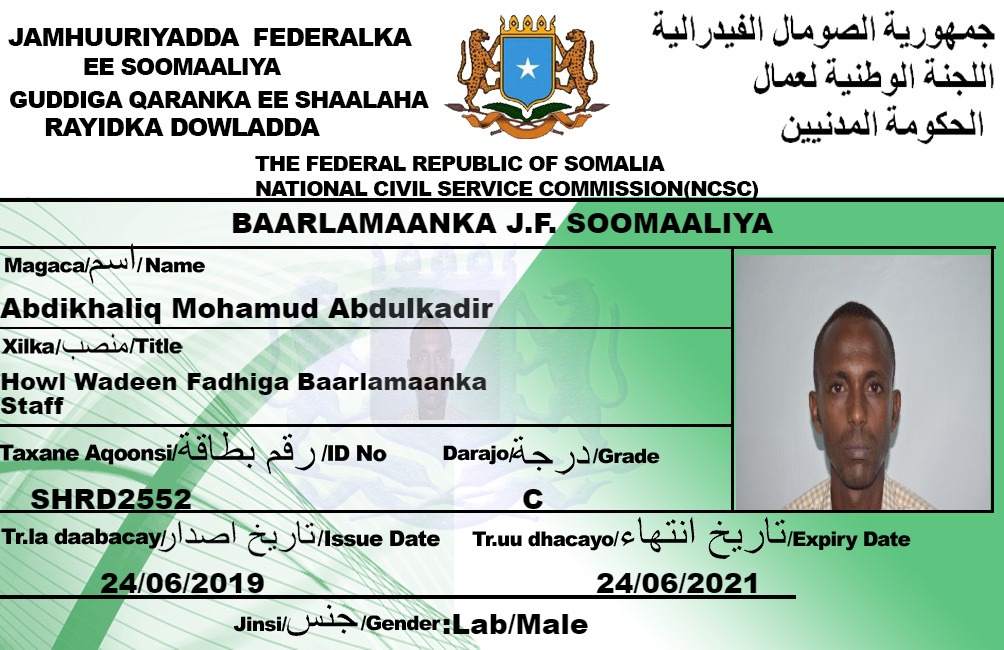 JAMHUURIYADDA FEDERALKA
EE SOOMAALIYA
GUDDIGA QARANKA EE SHAALAHA
RAYIDKA DOWLADDA
جمهورية الصومال الفيدرالية
اللجنة الوطنية لعمال
الحكومة المدنيين
THE FEDERAL REPUBLIC OF SOMALIA
NATIONAL CIVIL SERVICE COMMISSION(NCSC)
BAARLAMAANKA J.F. SOOMAALIYA
Magaca/اسم/Name
Abdikhaliq Mohamud Abdulkadir
Xilka/منصب/Title
Howl Wadeen Fadhiga Baarlamaanka
Staff
Taxane Aqoonsi/رقم بطاقة/ID No Darajo/درجة/Grade
SHRD2552 C
Tr.la daabacay/تاريخ اصدار/Issue Date Tr.uu dhacayo/تاريخ انتهاء/Expiry Date
24/06/2019 24/06/2021
Jinsi/جنس/Gender:Lab/Male